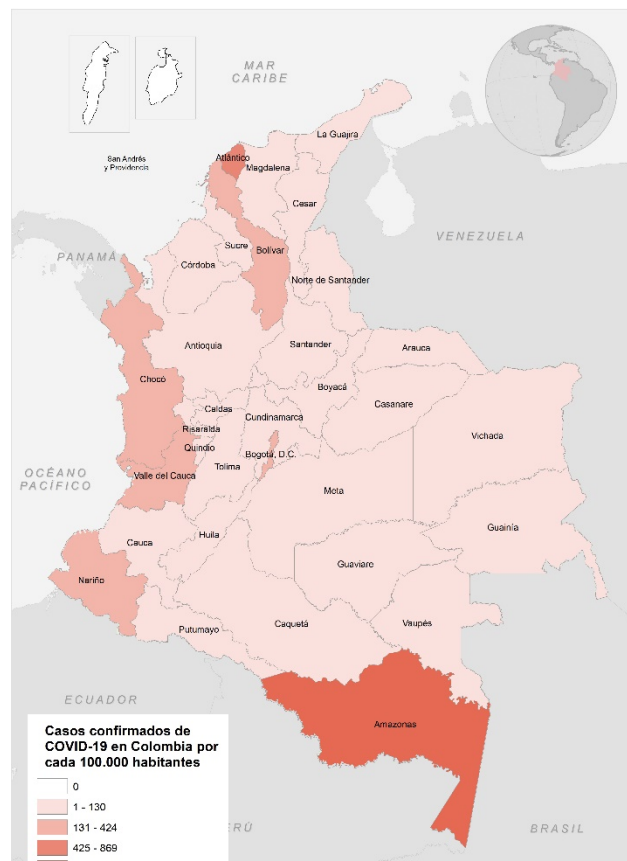 MAR
CARIBE
La Guajira
San Andrés
y Providencia
Atlántico
Magdalena
Cesar
VENEZUELA
PANAMÁ
Sucre
Bolívar
Córdoba
Norte de Santander
Antioquia
Santander
Arauca
Boyacá
Chocó
Casanare
Caldas
Cundinamarca
Vichada
Risaralda
Quindío
Bogotá, D.C.
OCÉANO
PACÍFICO
Valle del Cauca
Tolima
Meta
Guainía
Cauca
Huila
Guaviare
Nariño
Caquetá
Vaupés
Putumayo
ECUADOR
Amazonas
Casos confirmados de
COVID-19 en Colombia por
cada 100.000 habitantes
0
1 - 130
131 - 424
425 - 869
ERÚ
BRASIL